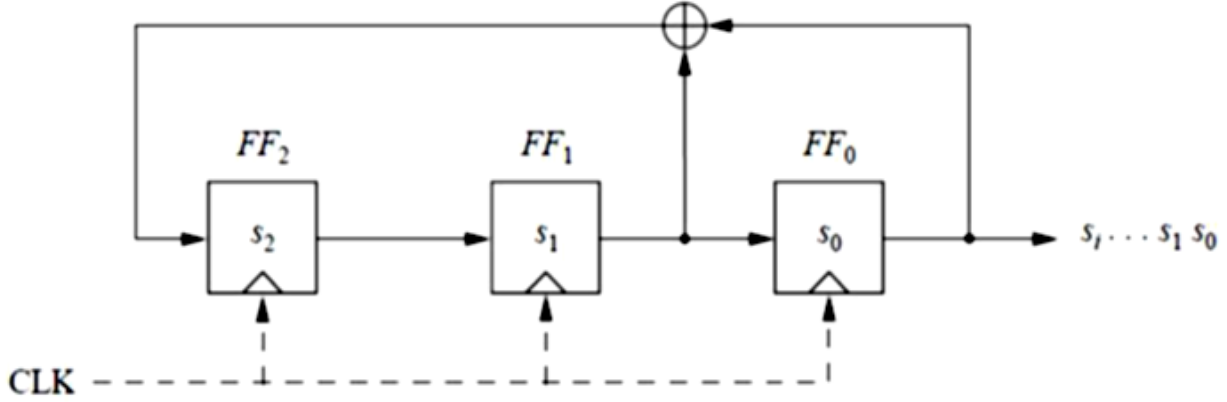 FF₂ FF₁ FF₀
s₂ s₁ s₀ sᵢ . . . s₁ s₀
CLK